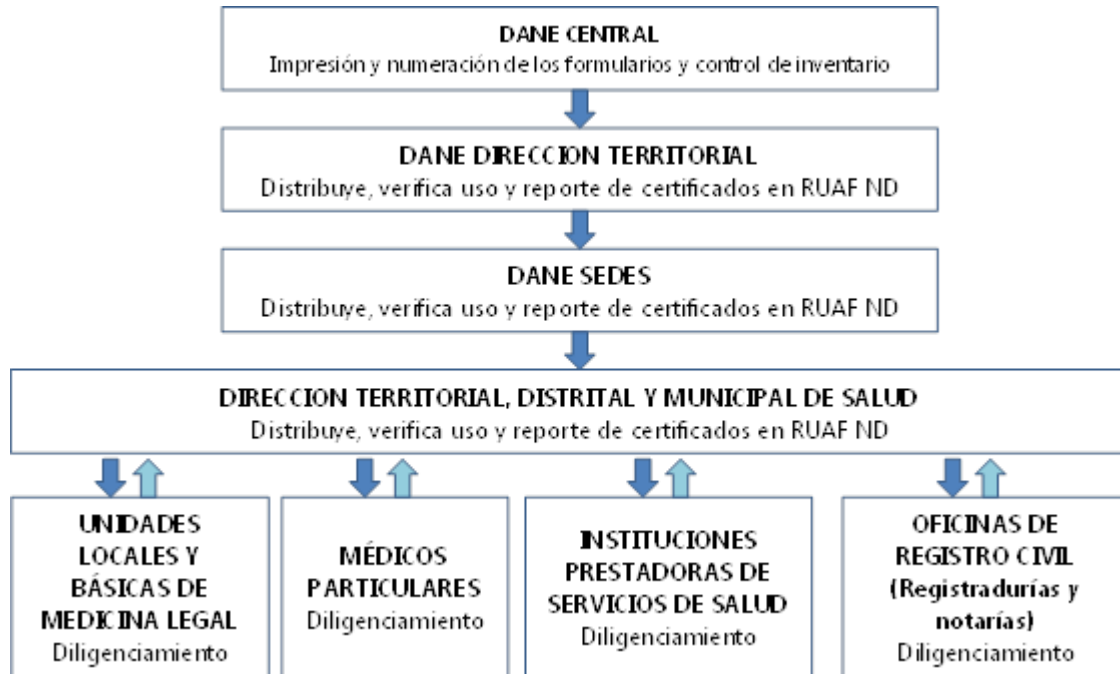 DANE CENTRAL
Impresión y numeración de los formularios y control de inventario
DANE DIRECCION TERRITORIAL
Distribuye, verifica uso y reporte de certificados en RUAF ND
DANE SEDES
Distribuye, verifica uso y reporte de certificados en RUAF ND
DIRECCION TERRITORIAL, DISTRITAL Y MUNICIPAL DE SALUD
Distribuye, verifica uso y reporte de certificados en RUAF ND
UNIDADES
LOCALES Y
BÁSICAS DE
MEDICINA LEGAL
Diligenciamiento
MÉDICOS
PARTICULARES
Diligenciamiento
INSTITUCIONES
PRESTADORAS DE
SERVICIOS DE SALUD
Diligenciamiento
OFICINAS DE
REGISTRO CIVIL
(Registradurías y
notarías)
Diligenciamiento